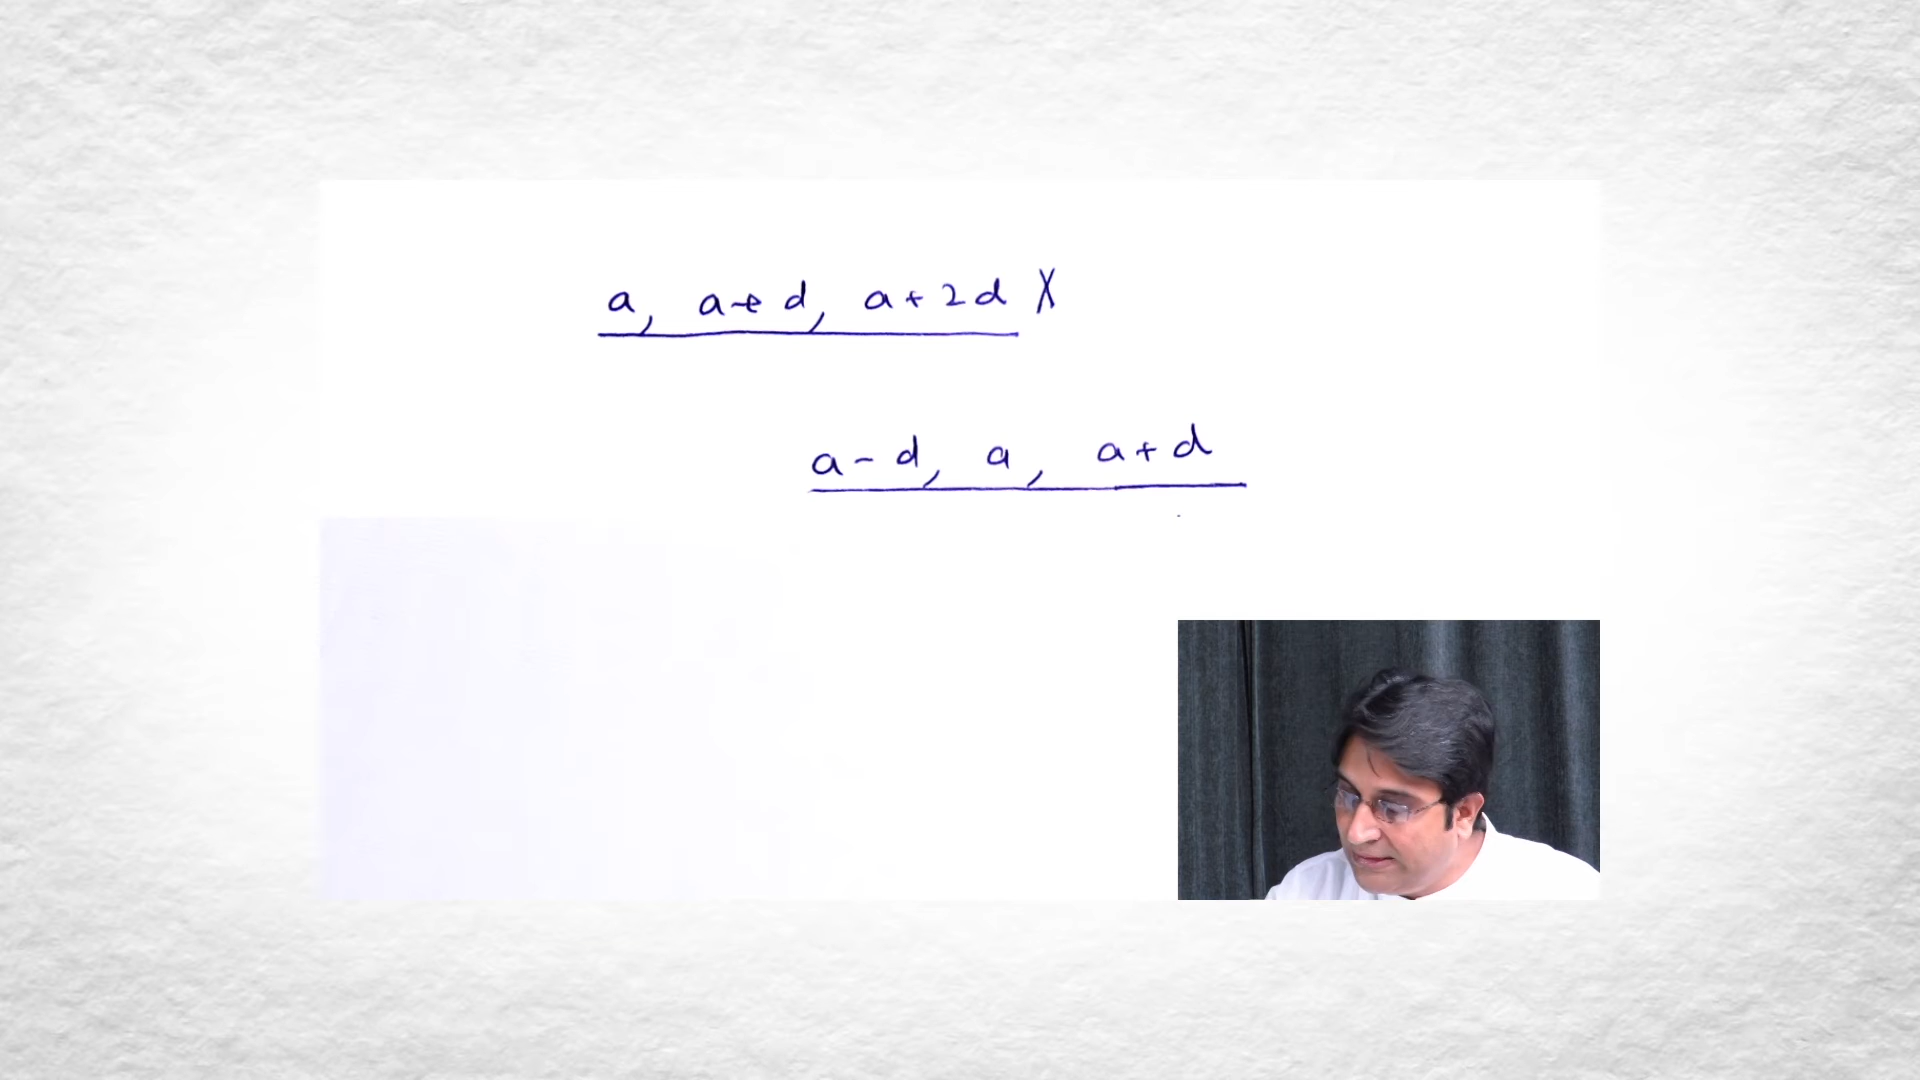 a, a+d, a+2d X
a-d, a, a+d